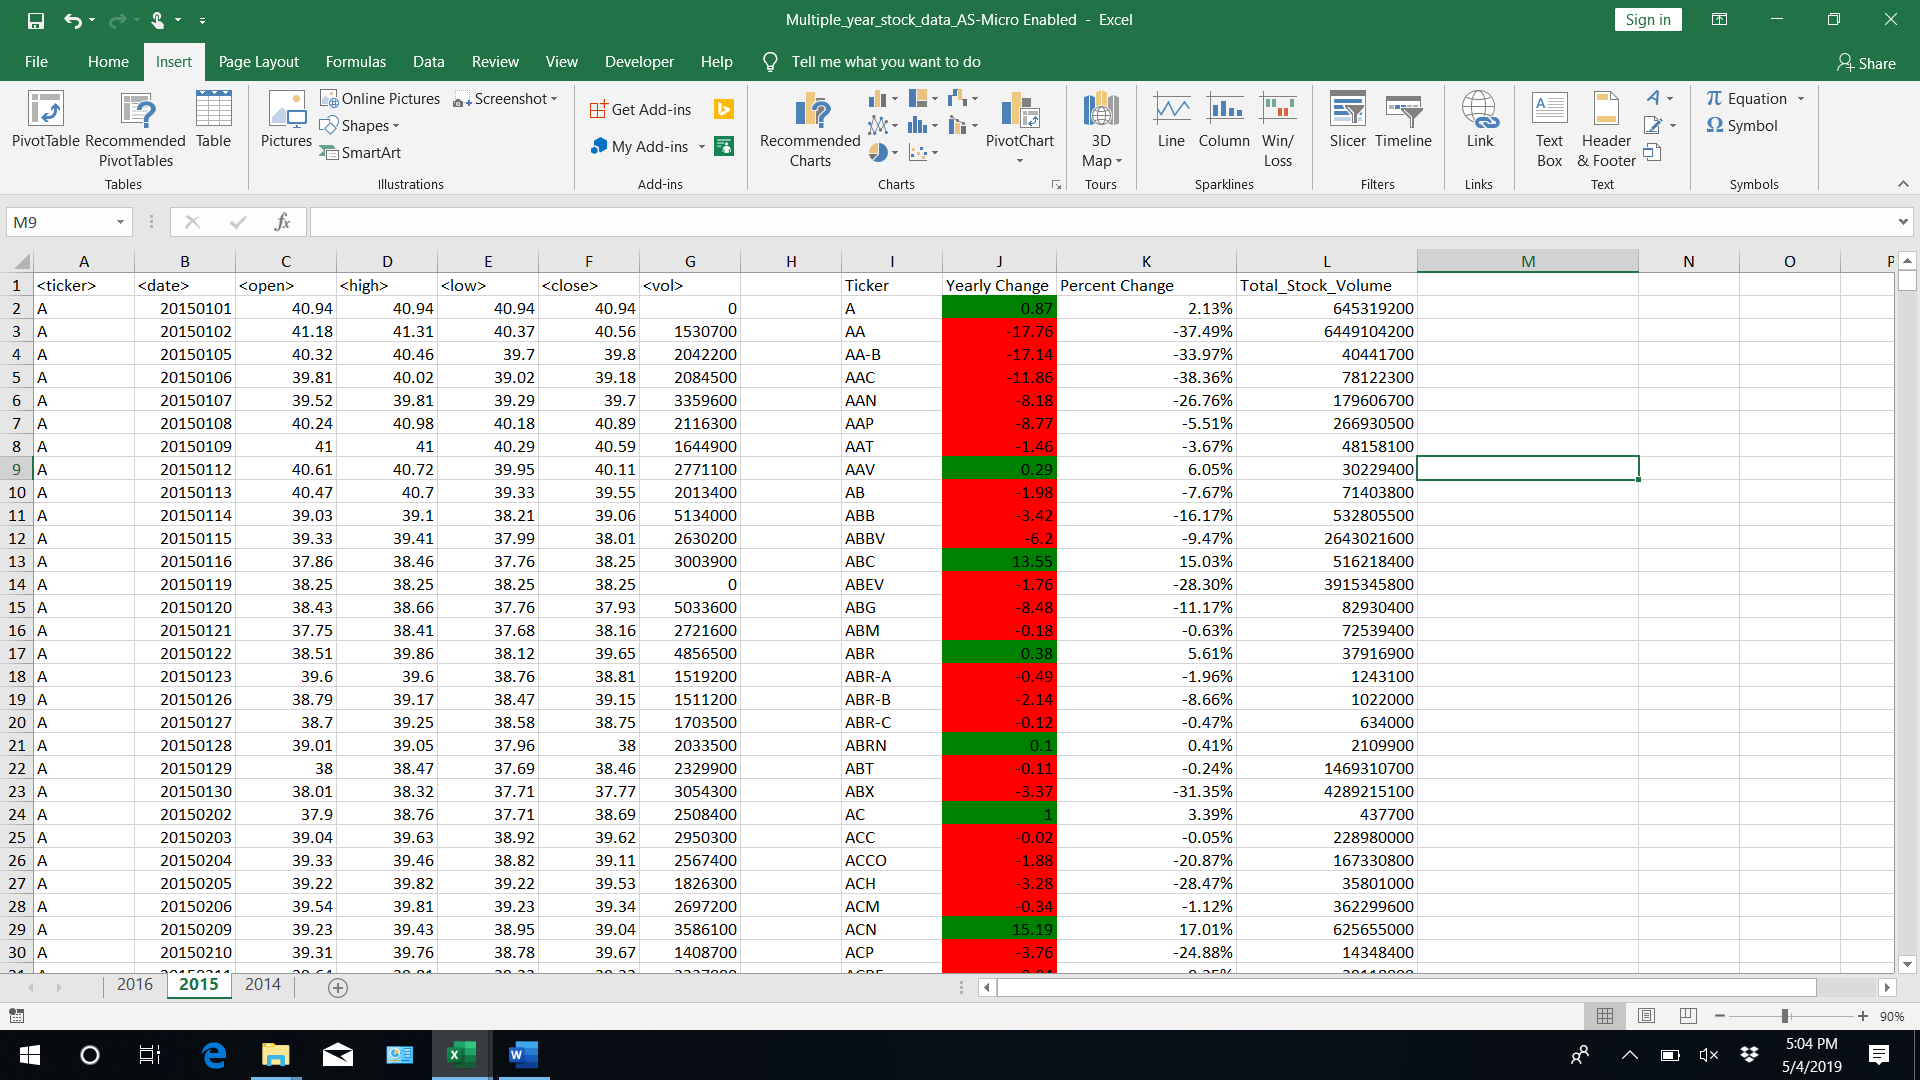 Multiple_year_stock_data_AS-Micro Enabled - Excel
Sign in
File Home Insert Page Layout Formulas Data Review View Developer Help Tell me what you want to do
Share
PivotTable Recommended PivotTables Table
Tables
Pictures Online Pictures Shapes SmartArt Screenshot
Illustrations
Get Add-ins
My Add-ins
Add-ins
Recommended Charts
PivotChart
Charts
3D Map
Tours
Line Column Win/Loss
Sparklines
Slicer Timeline
Filters
Link
Links
Text Box Header & Footer
Text
Equation
Symbol
Symbols
M9
fx
A B C D E F G H I J K L M N O P
1 <ticker> <date> <open> <high> <low> <close> <vol> Ticker Yearly Change Percent Change Total_Stock_Volume
2 A 20150101 40.94 40.94 40.94 40.94 0 A 0.87 2.13% 645319200
3 A 20150102 41.18 41.31 40.37 40.56 1530700 AA -17.76 -37.49% 6449104200
4 A 20150105 40.32 40.46 39.7 39.8 2042200 AA-B -17.14 -33.97% 40441700
5 A 20150106 39.81 40.02 39.02 39.18 2084500 AAC -11.86 -38.36% 78122300
6 A 20150107 39.52 39.81 39.29 39.7 3359600 AAN -8.18 -26.76% 179606700
7 A 20150108 40.24 40.98 40.18 40.89 2116300 AAP -8.77 -5.51% 266930500
8 A 20150109 41 41 40.29 40.59 1644900 AAT -1.46 -3.67% 48158100
9 A 20150112 40.61 40.72 39.95 40.11 2771100 AAV 0.29 6.05% 30229400
10 A 20150113 40.47 40.7 39.33 39.55 2013400 AB -1.98 -7.67% 71403800
11 A 20150114 39.03 39.1 38.21 39.06 5134000 ABB -3.42 -16.17% 532805500
12 A 20150115 39.33 39.41 37.99 38.01 2630200 ABBV -6.2 -9.47% 2643021600
13 A 20150116 37.86 38.46 37.76 38.25 3003900 ABC 13.55 15.03% 516218400
14 A 20150119 38.25 38.25 38.25 38.25 0 ABEV -1.76 -28.30% 3915345800
15 A 20150120 38.43 38.66 37.76 37.93 5033600 ABG -8.48 -11.17% 82930400
16 A 20150121 37.75 38.41 37.68 38.16 2721600 ABM -0.18 -0.63% 72539400
17 A 20150122 38.51 39.86 38.12 39.65 4856500 ABR 0.38 5.61% 37916900
18 A 20150123 39.6 39.6 38.76 38.81 1519200 ABR-A -0.49 -1.96% 1243100
19 A 20150126 38.79 39.17 38.47 39.15 1511200 ABR-B -2.14 -8.66% 1022000
20 A 20150127 38.7 39.25 38.58 38.75 1703500 ABR-C -0.12 -0.47% 634000
21 A 20150128 39.01 39.05 37.96 38 2033500 ABRN 0.1 0.41% 2109900
22 A 20150129 38 38.47 37.69 38.46 2329900 ABT -0.11 -0.24% 1469310700
23 A 20150130 38.01 38.32 37.71 37.77 3054300 ABX -3.37 -31.35% 4289215100
24 A 20150202 37.9 38.76 37.71 38.69 2508400 AC 1 3.39% 437700
25 A 20150203 39.04 39.63 38.92 39.62 2950300 ACC -0.02 -0.05% 228980000
26 A 20150204 39.33 39.46 38.82 39.11 2567400 ACCO -1.88 -20.87% 167330800
27 A 20150205 39.22 39.82 39.22 39.53 1826300 ACH -3.28 -28.47% 35801000
28 A 20150206 39.54 39.81 39.23 39.34 2697200 ACM -0.34 -1.12% 362299600
29 A 20150209 39.23 39.43 38.95 39.04 3586100 ACN 15.19 17.01% 625655000
30 A 20150210 39.31 39.76 38.78 39.67 1408700 ACP -3.76 -24.88% 14348400
2016 2015 2014
90%
5:04 PM
5/4/2019